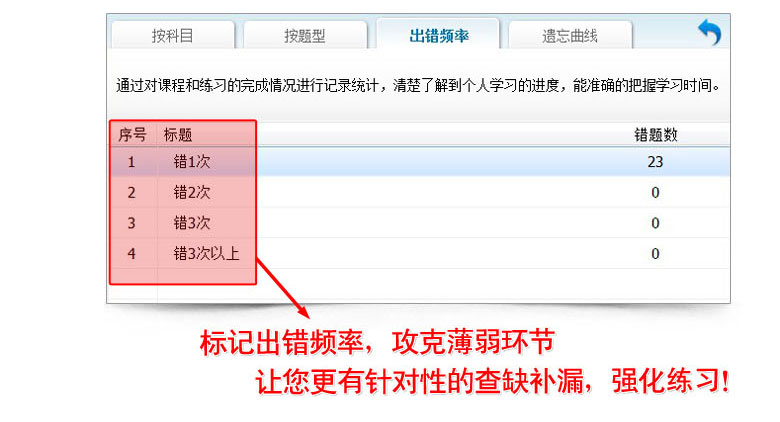 按科目 按题型 出错频率 遗忘曲线
通过对课程和练习的完成情况进行记录统计，清楚了解到个人学习的进度，能准确的把握学习时间。
序号 标题 错题数
1 错1次 23
2 错2次 0
3 错3次 0
4 错3次以上 0
标记出错频率，攻克薄弱环节
让您更有针对性的查缺补漏，强化练习!